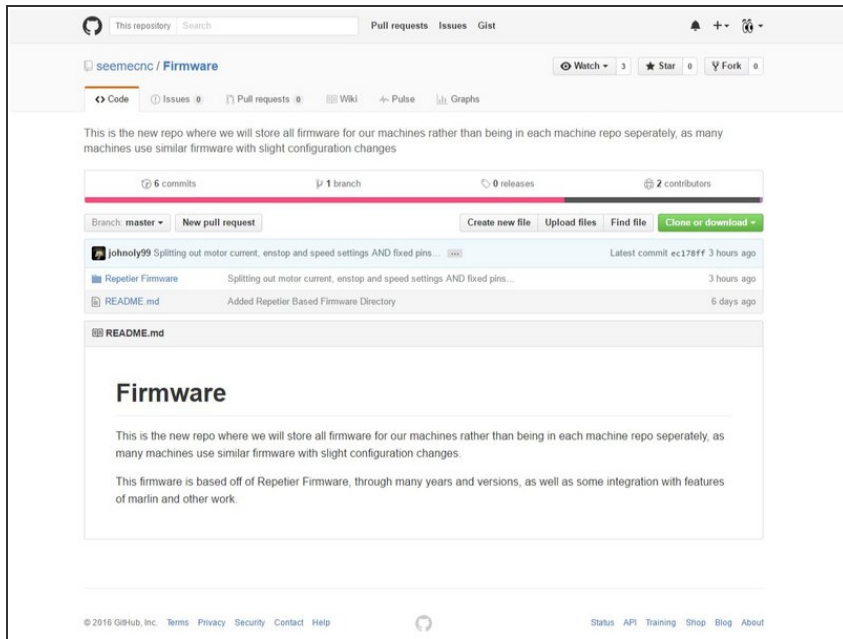 This repository Search Pull requests Issues Gist
seemecnc / Firmware Watch 3 Star 0 Fork 0
Code Issues 0 Pull requests 0 Wiki Pulse Graphs
This is the new repo where we will store all firmware for our machines rather than being in each machine repo seperately, as many
machines use similar firmware with slight configuration changes
6 commits 1 branch 0 releases 2 contributors
Branch: master New pull request Create new file Upload files Find file Clone or download
johnoly99 Splitting out motor current, enstop and speed settings AND fixed pins... Latest commit ec178ff 3 hours ago
Repetier Firmware Splitting out motor current, enstop and speed settings AND fixed pins... 3 hours ago
README.md Added Repetier Based Firmware Directory 6 days ago
README.md
Firmware
This is the new repo where we will store all firmware for our machines rather than being in each machine repo seperately, as
many machines use similar firmware with slight configuration changes.
This firmware is based off of Repetier Firmware, through many years and versions, as well as some integration with features
of marlin and other work.
© 2016 GitHub, Inc. Terms Privacy Security Contact Help Status API Training Shop Blog About